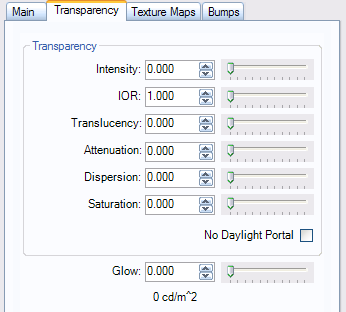 Main Transparency Texture Maps Bumps
Transparency
Intensity: 0.000
IOR: 1.000
Translucency: 0.000
Attenuation: 0.000
Dispersion: 0.000
Saturation: 0.000
No Daylight Portal
Glow: 0.000
0 cd/m^2